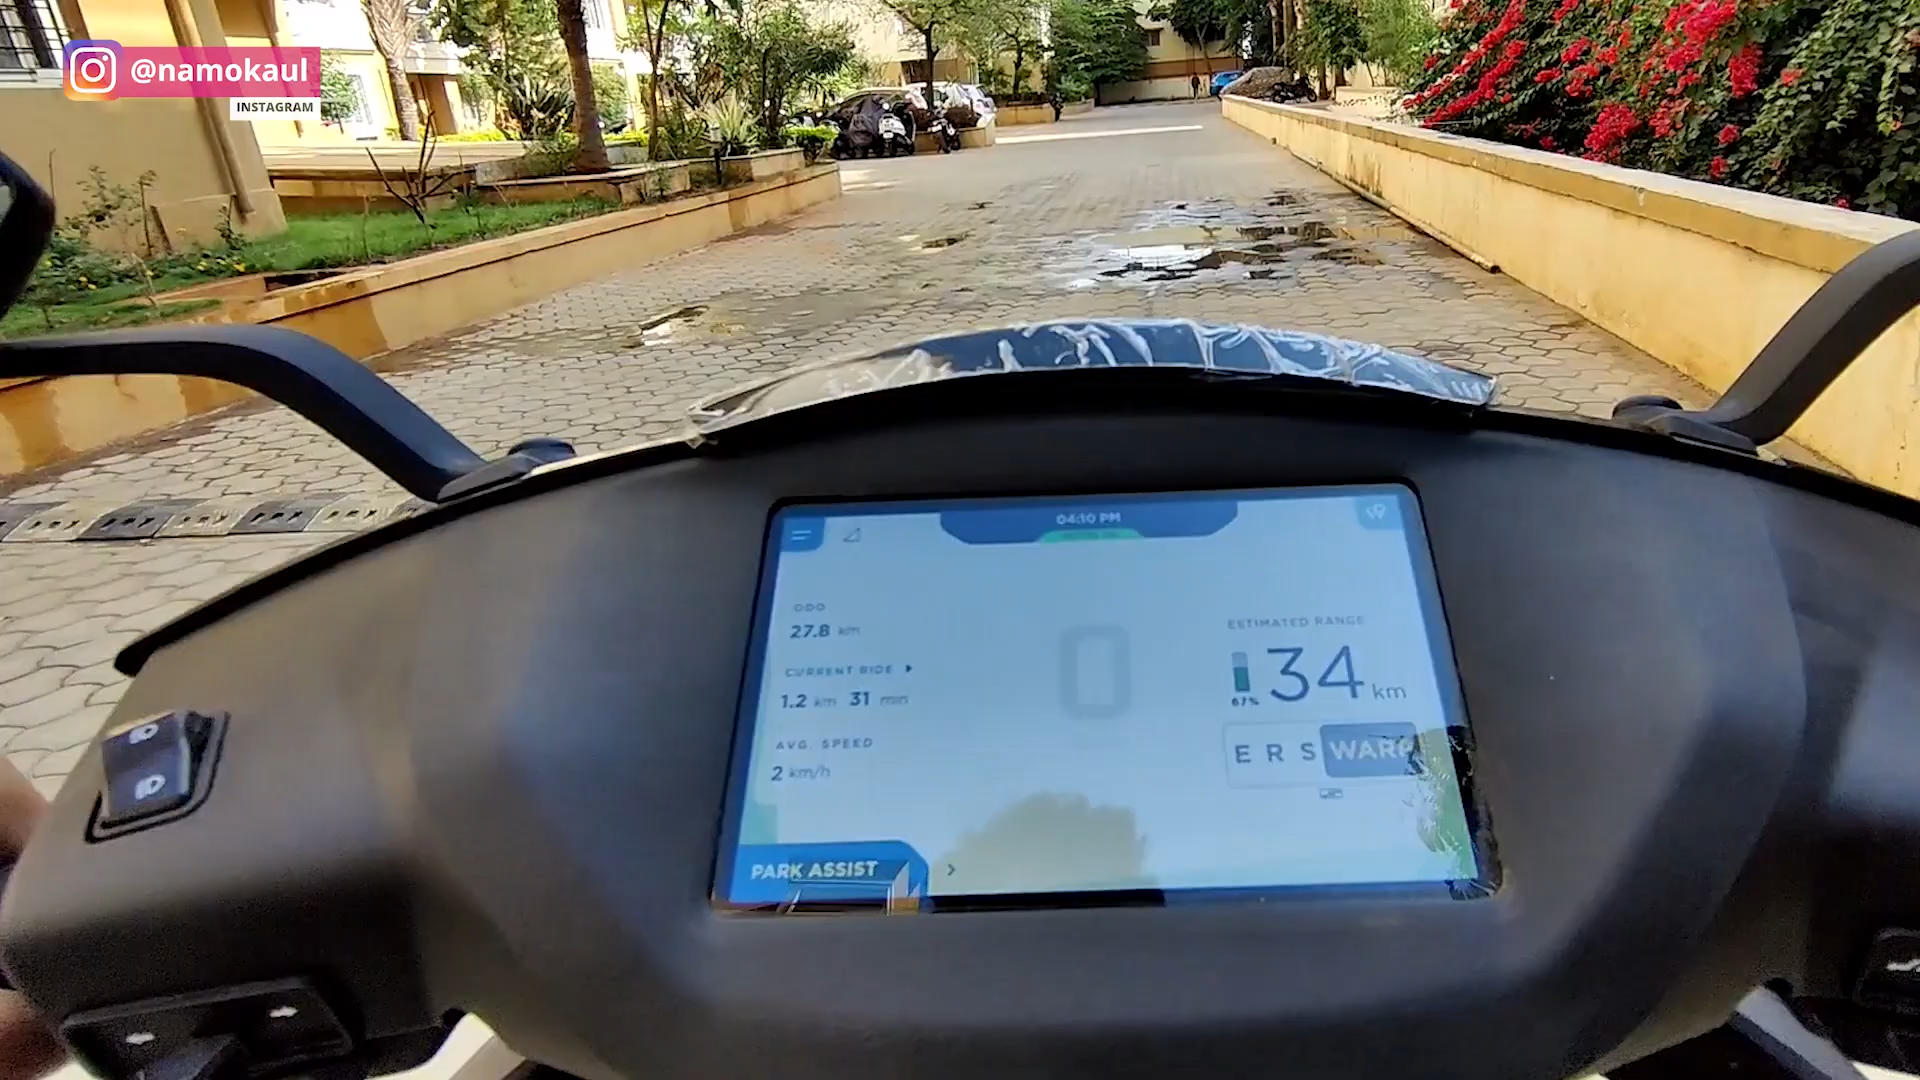 @namokaul
INSTAGRAM
04:10 PM
ODO
27.8 km
CURRENT RIDE
1.2 km 31 min
AVG. SPEED
2 km/h
0
ESTIMATED RANGE
34 km
67%
E R S WARP
PARK ASSIST